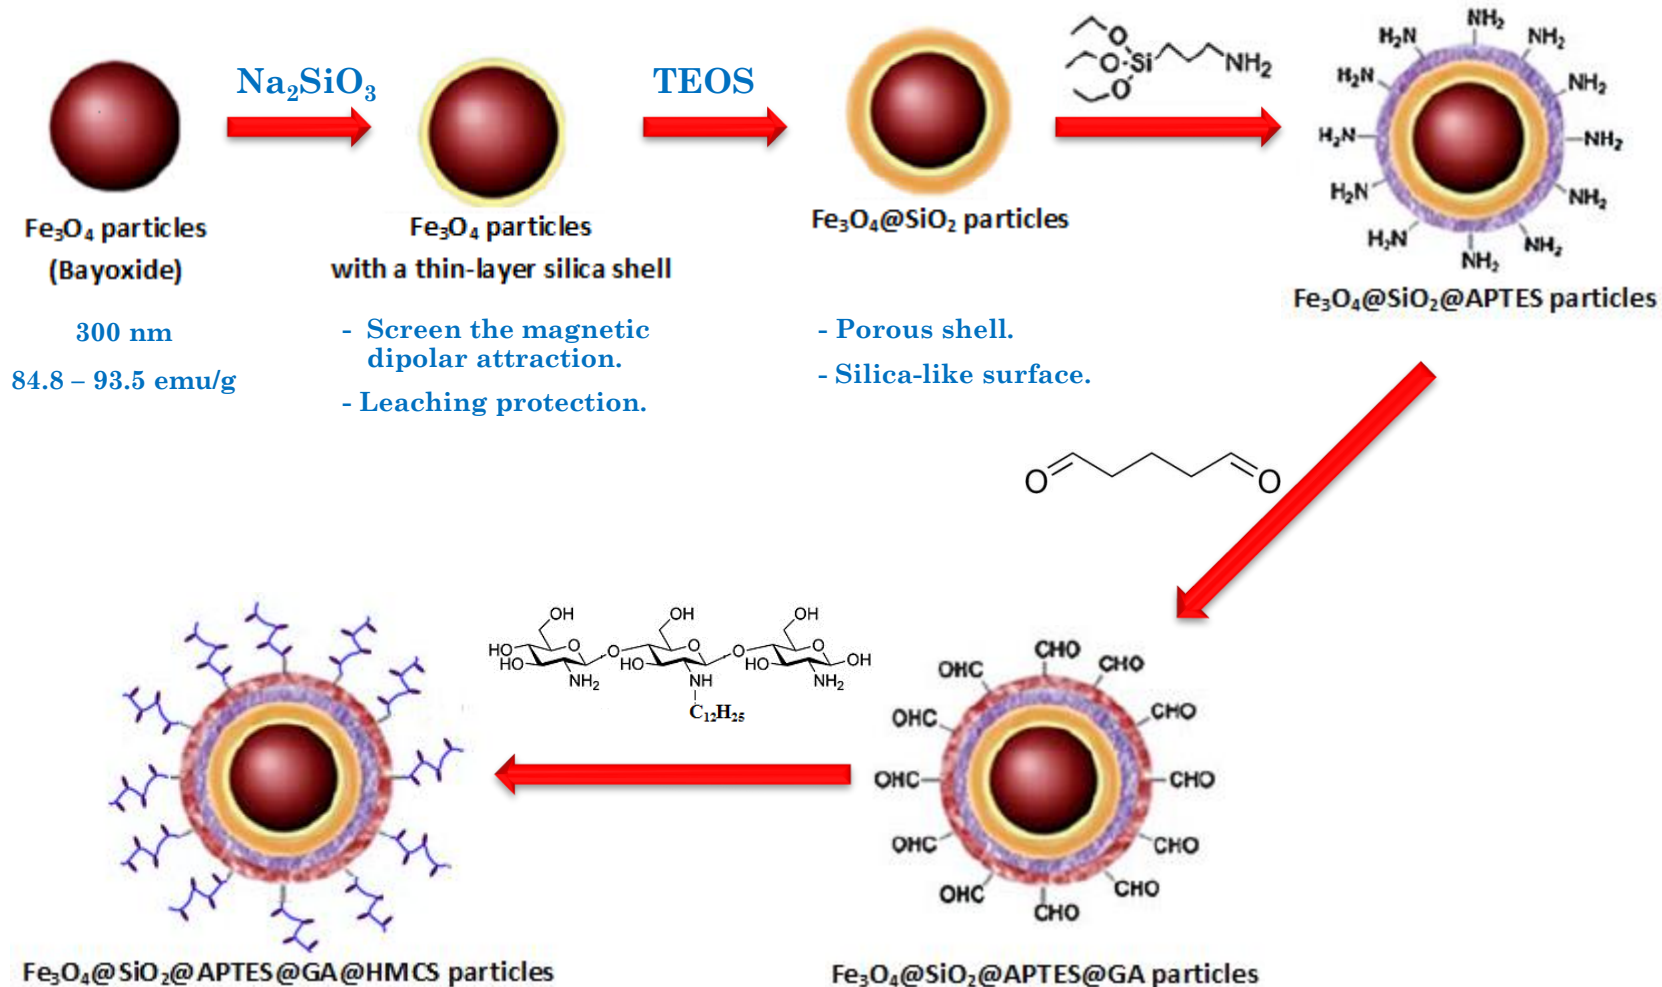 Na₂SiO₃
TEOS
O
O
Si
O
NH₂
NH₂
H₂N
NH₂
H₂N
NH₂
H₂N
NH₂
H₂N
NH₂
H₂N
NH₂
NH₂
Fe₃O₄ particles
(Bayoxide)
Fe₃O₄ particles
with a thin-layer silica shell
Fe₃O₄@SiO₂ particles
Fe₃O₄@SiO₂@APTES particles
300 nm
84.8 – 93.5 emu/g
- Screen the magnetic
dipolar attraction.
- Leaching protection.
- Porous shell.
- Silica-like surface.
O
O
OH
OH
OH
HO
O
O
O
O
O
HO
HO
HO
OH
NH₂
NH
NH₂
C₁₂H₂₅
CHO
OHC
CHO
OHC
CHO
OHC
CHO
OHC
CHO
OHC
CHO
CHO
Fe₃O₄@SiO₂@APTES@GA@HMCS particles
Fe₃O₄@SiO₂@APTES@GA particles